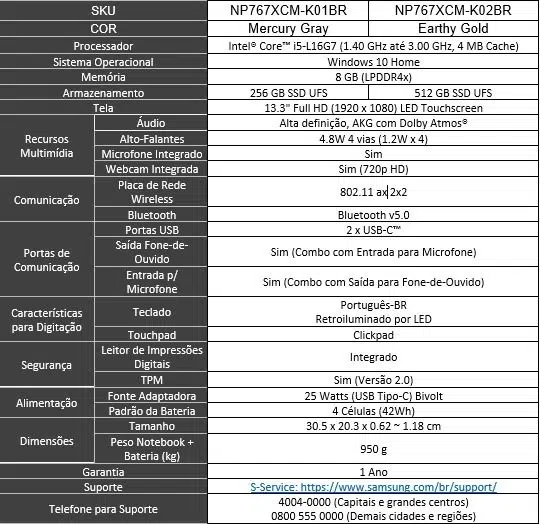 SKU NP767XCM-K01BR NP767XCM-K02BR
COR Mercury Gray Earthy Gold
Processador Intel® Core™ i5-L16G7 (1.40 GHz até 3.00 GHz, 4 MB Cache)
Sistema Operacional Windows 10 Home
Memória 8 GB (LPDDR4x)
Armazenamento 256 GB SSD UFS 512 GB SSD UFS
Tela 13.3" Full HD (1920 x 1080) LED Touchscreen
Recursos Multimídia
Áudio Alta definição, AKG com Dolby Atmos®
Alto-Falantes 4.8W 4 vias (1.2W x 4)
Microfone Integrado Sim
Webcam Integrada Sim (720p HD)
Comunicação
Placa de Rede
Wireless
802.11 ax 2x2
Bluetooth Bluetooth v5.0
Portas de
Comunicação
Portas USB 2 x USB-C™
Saída Fone-de-
Ouvido
Sim (Combo com Entrada para Microfone)
Entrada p/
Microfone
Sim (Combo com Saída para Fone-de-Ouvido)
Características
para Digitação
Teclado
Português-BR
Retroiluminado por LED
Touchpad Clickpad
Segurança
Leitor de Impressões
Digitais
Integrado
TPM Sim (Versão 2.0)
Alimentação
Fonte Adaptadora 25 Watts (USB Tipo-C) Bivolt
Padrão da Bateria 4 Células (42Wh)
Dimensões
Tamanho 30.5 x 20.3 x 0.62 ~ 1.18 cm
Peso Notebook +
Bateria (kg)
950 g
Garantia 1 Ano
Suporte S-Service: https://www.samsung.com/br/support/
Telefone para Suporte
4004-0000 (Capitais e grandes centros)
0800 555 0000 (Demais cidades e regiões)